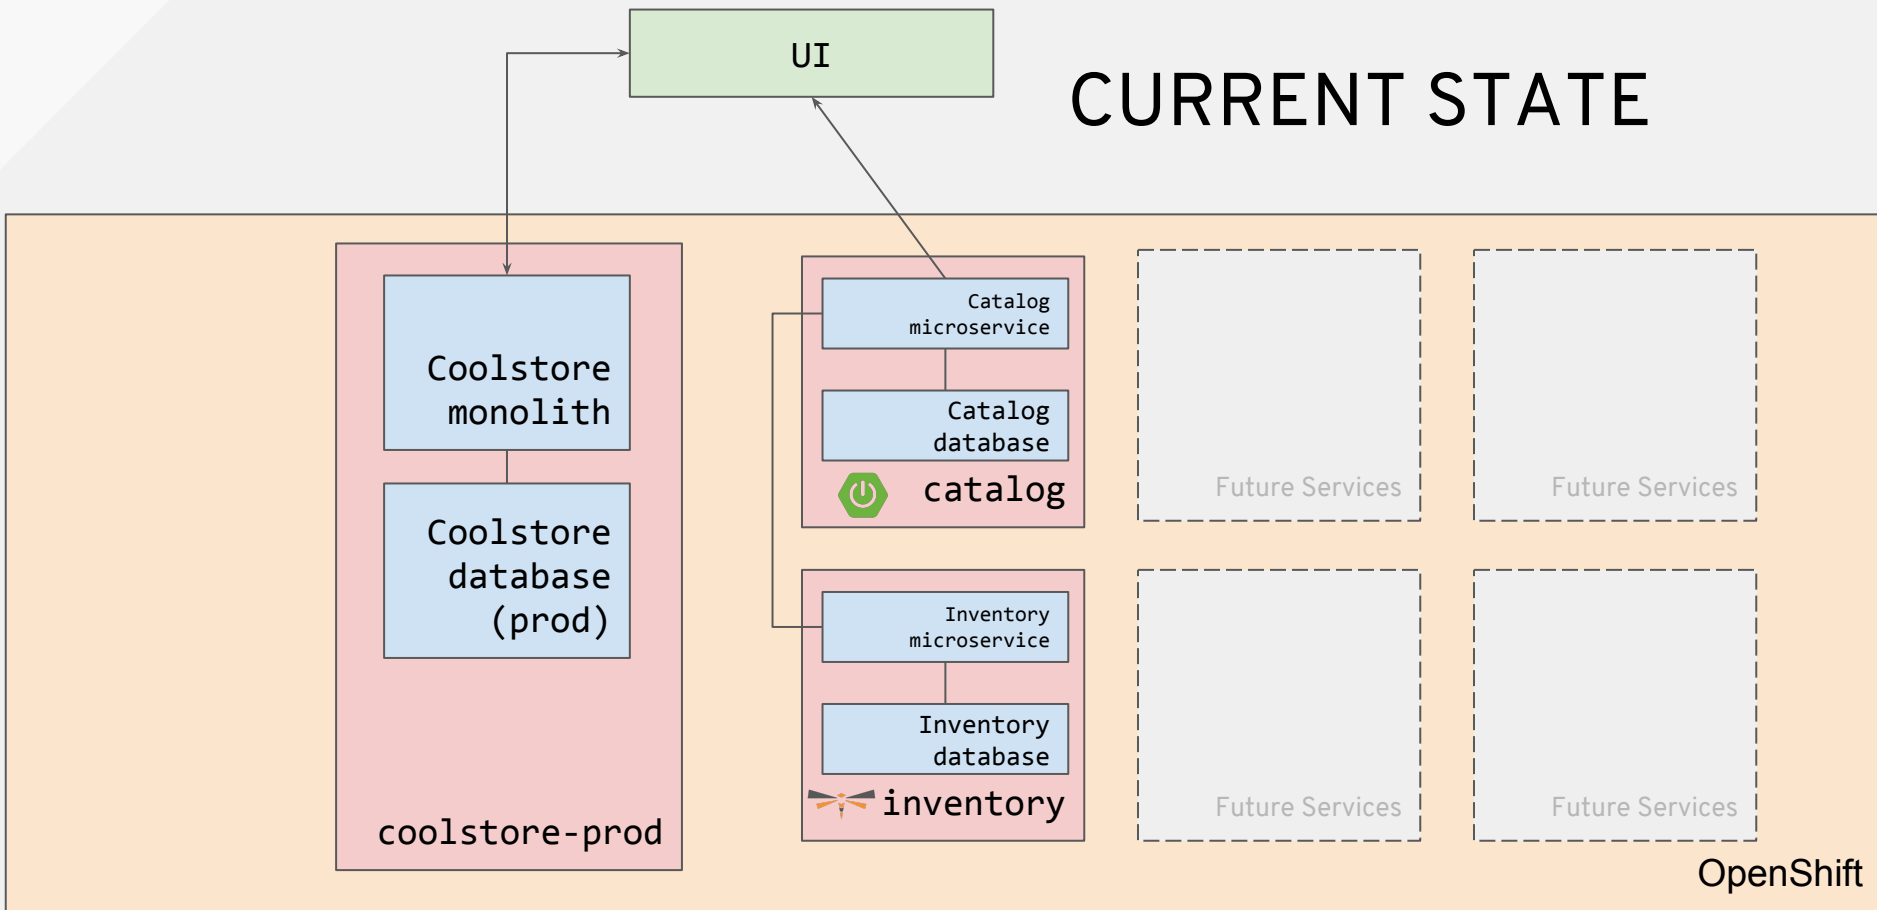 UI
CURRENT STATE
Coolstore
monolith
Coolstore
database
(prod)
coolstore-prod
Catalog
microservice
Catalog
database
catalog
Inventory
microservice
Inventory
database
inventory
Future Services
Future Services
Future Services
Future Services
OpenShift